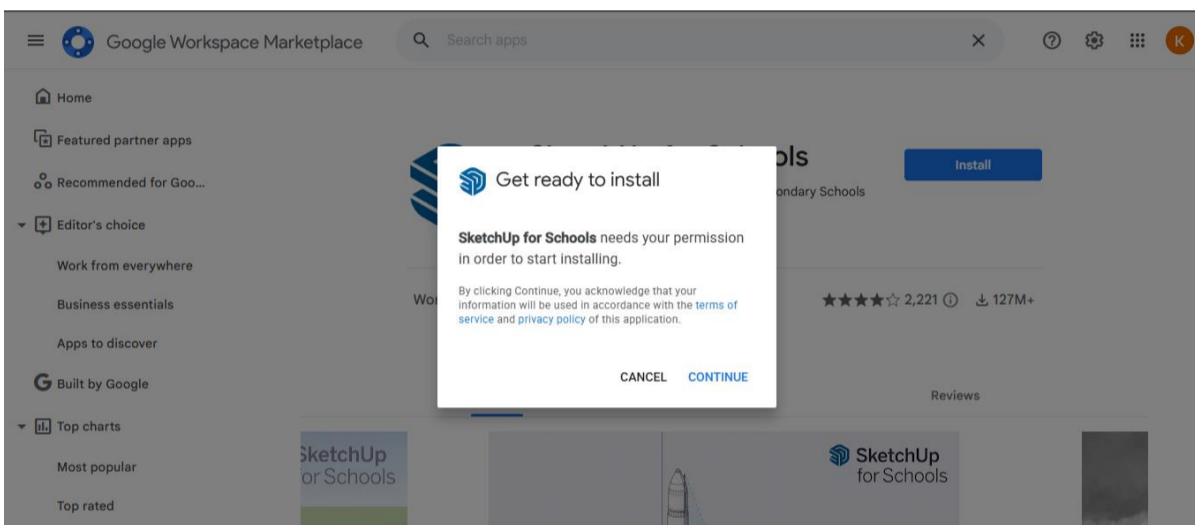 Google Workspace Marketplace
Search apps
K
Home
Featured partner apps
Recommended for Goo...
Editor's choice
Work from everywhere
Business essentials
Apps to discover
Built by Google
Top charts
Most popular
Top rated
ols
Install
ondary Schools
Get ready to install
SketchUp for Schools needs your permission
in order to start installing.
By clicking Continue, you acknowledge that your
information will be used in accordance with the terms of
service and privacy policy of this application.
CANCEL CONTINUE
Wo
2,221 127M+
Reviews
SketchUp
for Schools
SketchUp
for Schools